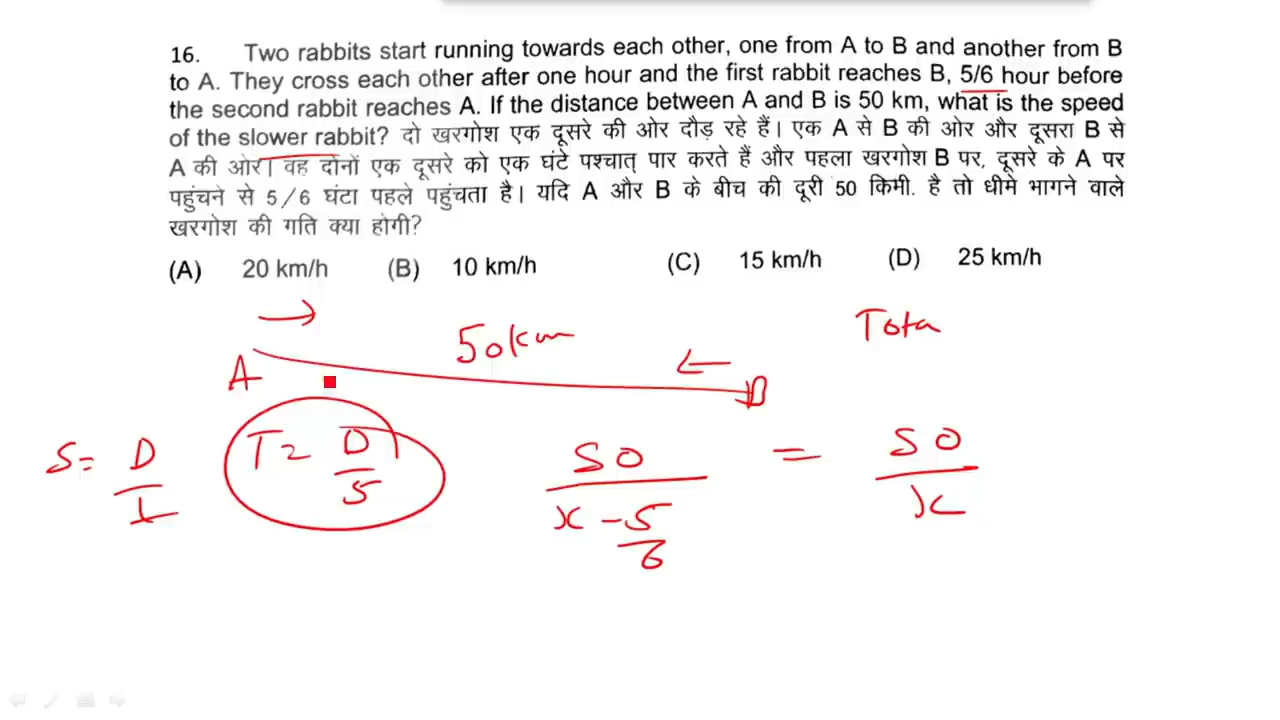 16. Two rabbits start running towards each other, one from A to B and another from B
to A. They cross each other after one hour and the first rabbit reaches B, 5/6 hour before
the second rabbit reaches A. If the distance between A and B is 50 km, what is the speed
of the slower rabbit? दो खरगोश एक दूसरे की ओर दौड़ रहे हैं। एक A से B की ओर और दूसरा B से
A की ओर। वह दोनों एक दूसरे को एक घंटे पश्चात् पार करते हैं और पहला खरगोश B पर, दूसरे के A पर
पहुंचने से 5/6 घंटा पहले पहुंचता है। यदि A और B के बीच की दूरी 50 किमी. है तो धीमे भागने वाले
खरगोश की गति क्या होगी?
(A) 20 km/h (B) 10 km/h (C) 15 km/h (D) 25 km/h
Tota
50km
A B
S = D/T T = D/S 50/(x - 5/6) = 50/x